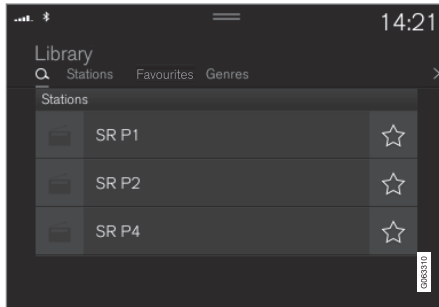 14:21
Library
Stations Favourites Genres
Stations
SR P1
SR P2
SR P4
G063310